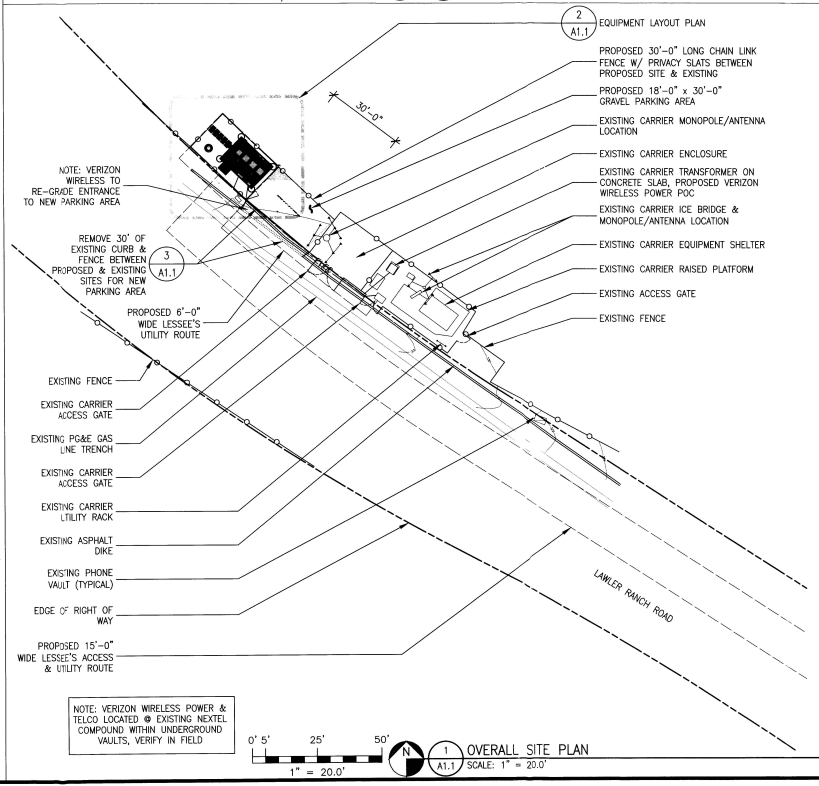 2
A1.1
EQUIPMENT LAYOUT PLAN
PROPOSED 30'-0" LONG CHAIN LINK
FENCE W/ PRIVACY SLATS BETWEEN
PROPOSED SITE & EXISTING
PROPOSED 18'-0" x 30'-0"
GRAVEL PARKING AREA
EXISTING CARRIER MONOPOLE/ANTENNA
LOCATION
EXISTING CARRIER ENCLOSURE
EXISTING CARRIER TRANSFORMER ON
CONCRETE SLAB, PROPOSED VERIZON
WIRELESS POWER POC
EXISTING CARRIER ICE BRIDGE &
MONOPOLE/ANTENNA LOCATION
EXISTING CARRIER EQUIPMENT SHELTER
EXISTING CARRIER RAISED PLATFORM
EXISTING ACCESS GATE
EXISTING FENCE
30'-0"
NOTE: VERIZON
WIRELESS TO
RE-GRADE ENTRANCE
TO NEW PARKING AREA
REMOVE 30' OF
EXISTING CURB &
FENCE BETWEEN
PROPOSED & EXISTING
SITES FOR NEW
PARKING AREA
3
A1.1
PROPOSED 6'-0"
WIDE LESSEE'S
UTILITY ROUTE
EXISTING FENCE
EXISTING CARRIER
ACCESS GATE
EXISTING PG&E GAS
LINE TRENCH
EXISTING CARRIER
ACCESS GATE
EXISTING CARRIER
UTILITY RACK
EXISTING ASPHALT
DIKE
EXISTING PHONE
VAULT (TYPICAL)
EDGE OF RIGHT OF
WAY
PROPOSED 15'-0"
WIDE LESSEE'S ACCESS
& UTILITY ROUTE
LAWLER RANCH ROAD
NOTE: VERIZON WIRELESS POWER &
TELCO LOCATED @ EXISTING NEXTEL
COMPOUND WITHIN UNDERGROUND
VAULTS, VERIFY IN FIELD
0' 5' 25' 50'
1" = 20.0'
N
1
A1.1
OVERALL SITE PLAN
SCALE: 1" = 20.0'